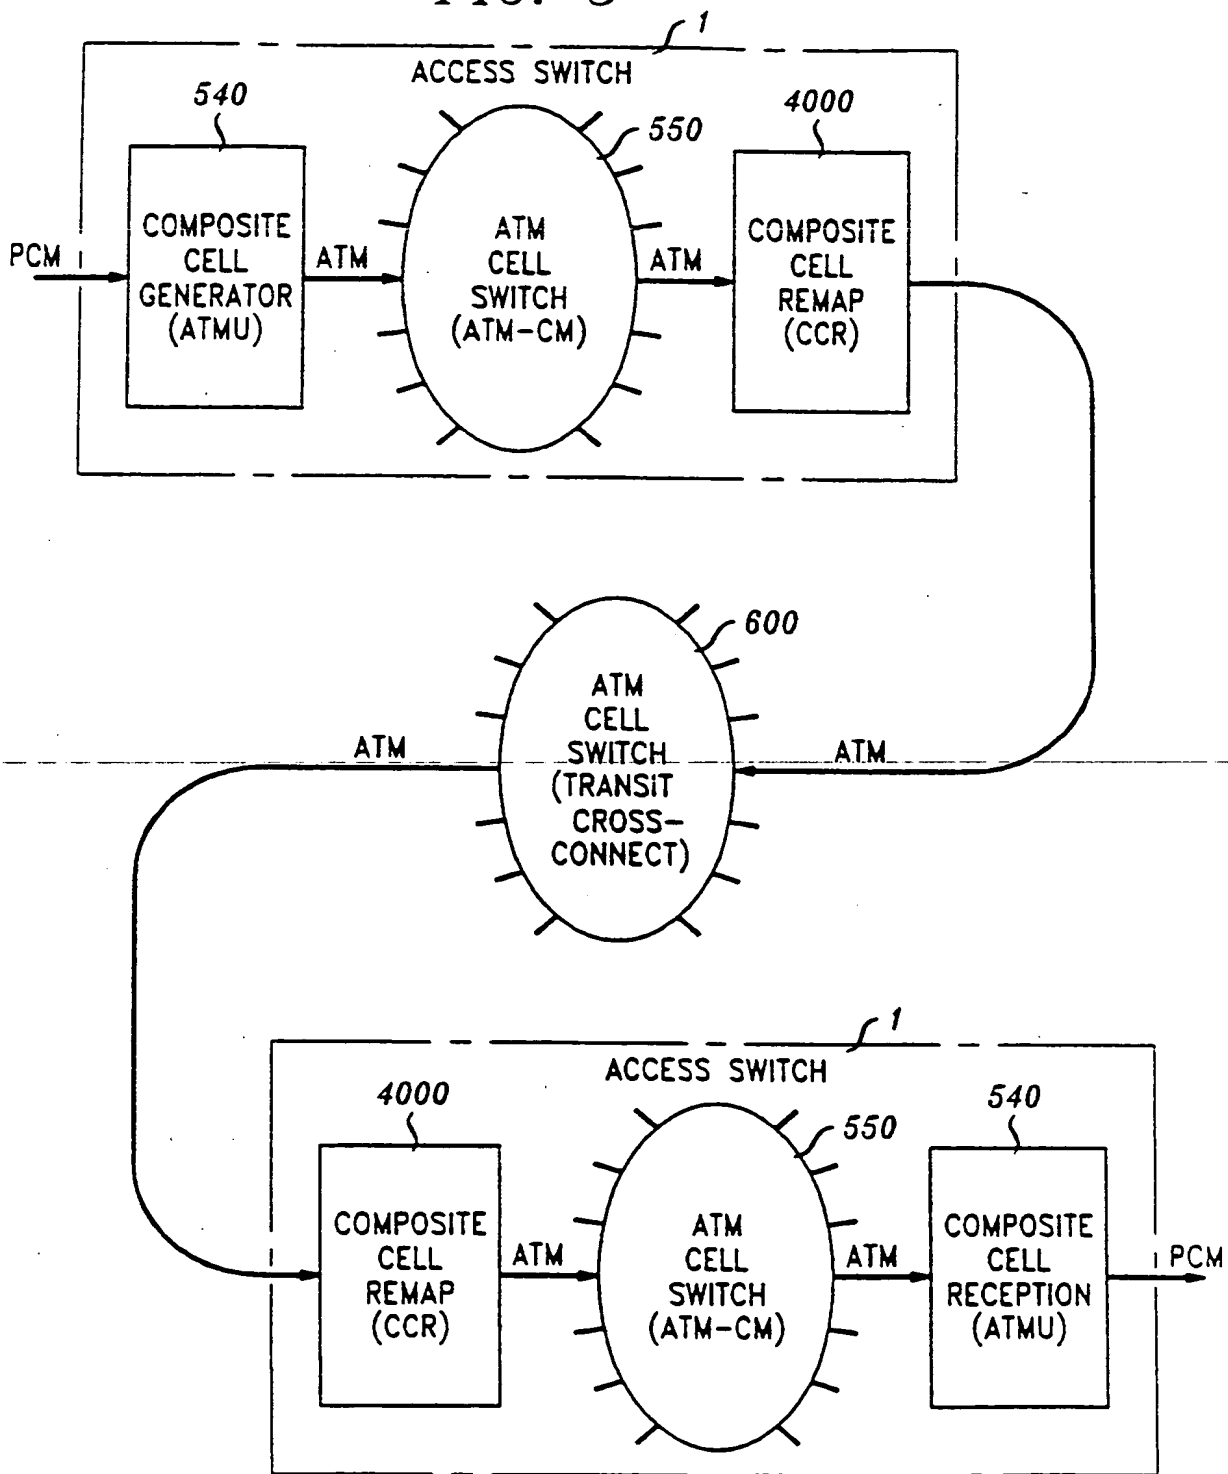 1
ACCESS SWITCH
540
550
4000
PCM
COMPOSITE
CELL
GENERATOR
(ATMU)
ATM
ATM
CELL
SWITCH
(ATM-CM)
ATM
COMPOSITE
CELL
REMAP
(CCR)
600
ATM
CELL
SWITCH
(TRANSIT
CROSS-
CONNECT)
ATM
ATM
1
ACCESS SWITCH
4000
550
540
COMPOSITE
CELL
REMAP
(CCR)
ATM
ATM
CELL
SWITCH
(ATM-CM)
ATM
COMPOSITE
CELL
RECEPTION
(ATMU)
PCM